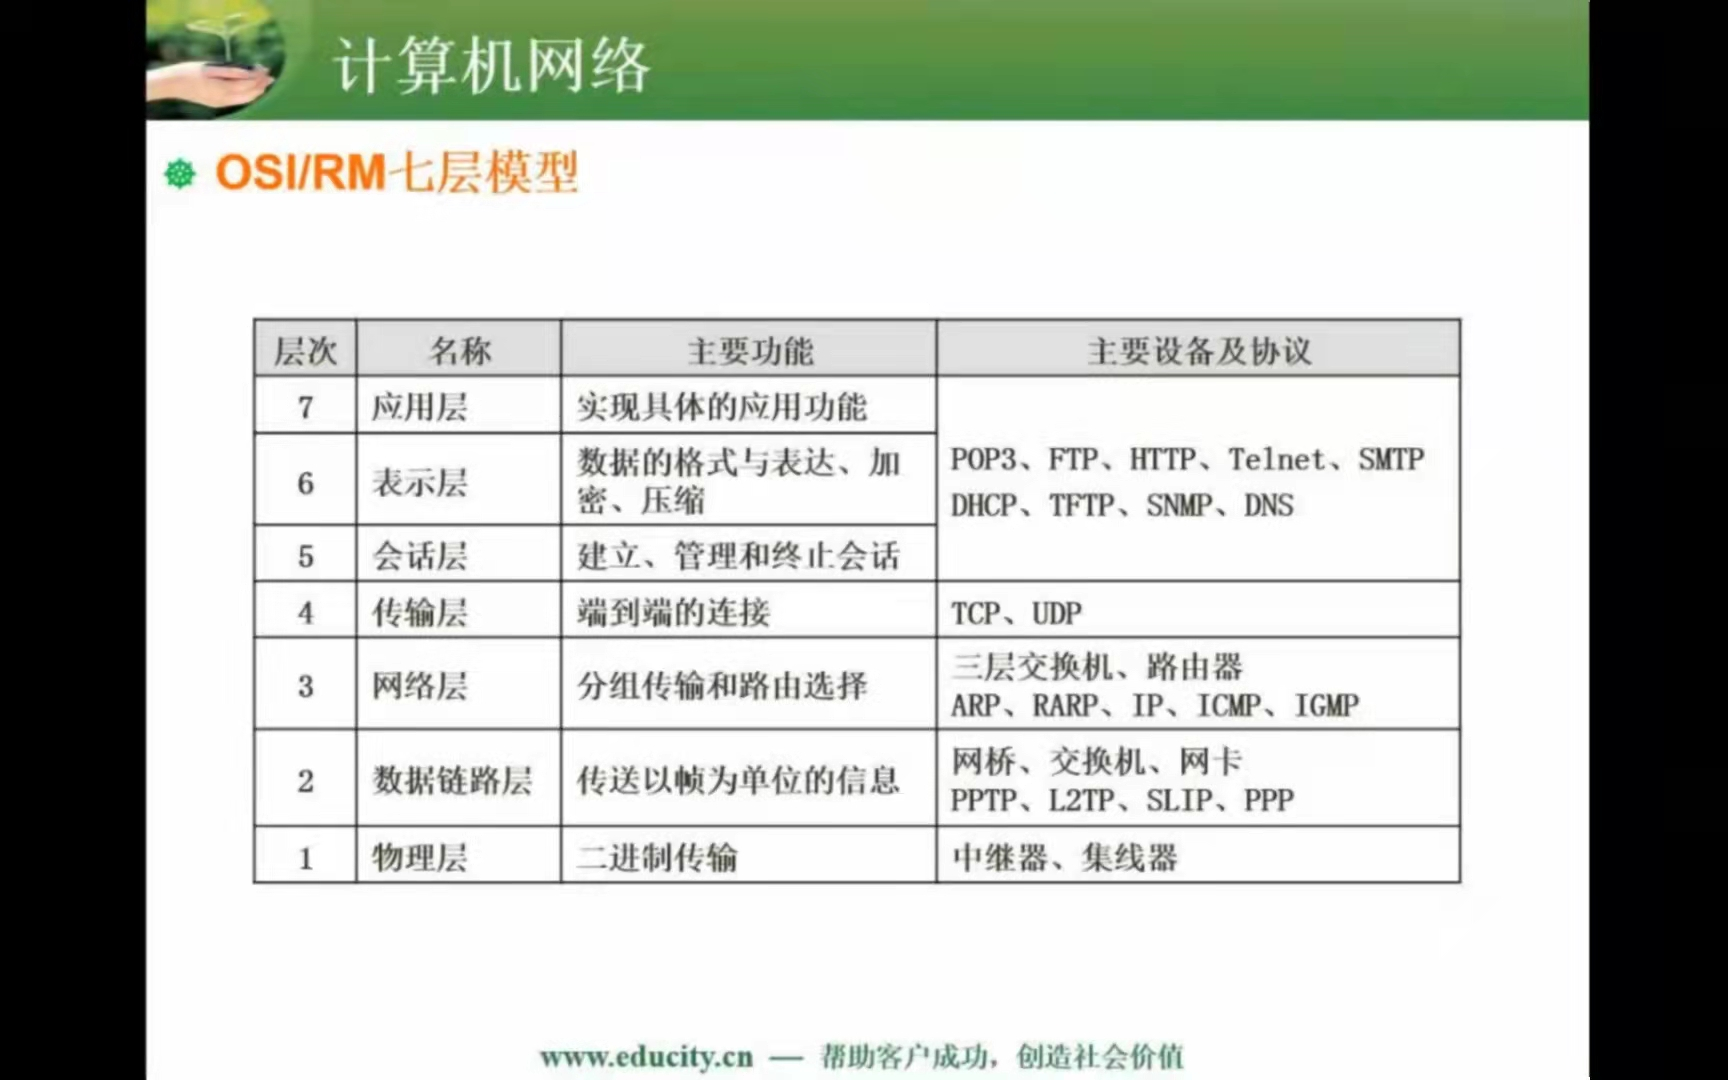 计算机网络
OSI/RM七层模型
层次 名称 主要功能 主要设备及协议
7 应用层 实现具体的应用功能
POP3、FTP、HTTP、Telnet、SMTP
DHCP、TFTP、SNMP、DNS
6 表示层 数据的格式与表达、加
密、压缩
5 会话层 建立、管理和终止会话
4 传输层 端到端的连接 TCP、UDP
3 网络层 分组传输和路由选择 三层交换机、路由器
ARP、RARP、IP、ICMP、IGMP
2 数据链路层 传送以帧为单位的信息 网桥、交换机、网卡
PPTP、L2TP、SLIP、PPP
1 物理层 二进制传输 中继器、集线器
www.educity.cn — 帮助客户成功，创造社会价值